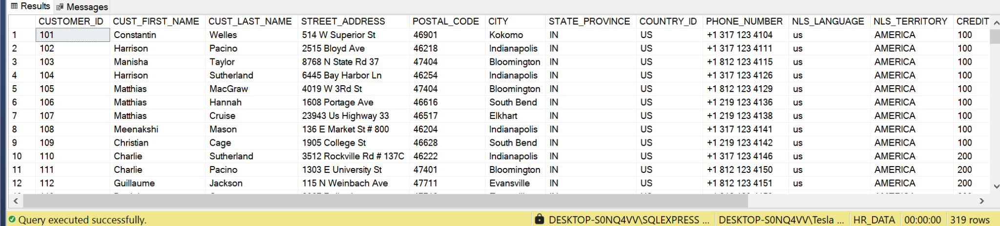 Results Messages
CUSTOMER_ID CUST_FIRST_NAME CUST_LAST_NAME STREET_ADDRESS POSTAL_CODE CITY STATE_PROVINCE COUNTRY_ID PHONE_NUMBER NLS_LANGUAGE NLS_TERRITORY CREDIT
1 101 Constantin Welles 514 W Superior St 46901 Kokomo IN US +1 317 123 4104 us AMERICA 100
2 102 Harrison Pacino 2515 Bloyd Ave 46218 Indianapolis IN US +1 317 123 4111 us AMERICA 100
3 103 Manisha Taylor 8768 N State Rd 37 47404 Bloomington IN US +1 812 123 4115 us AMERICA 100
4 104 Harrison Sutherland 6445 Bay Harbor Ln 46254 Indianapolis IN US +1 317 123 4126 us AMERICA 100
5 105 Matthias MacGraw 4019 W 3Rd St 47404 Bloomington IN US +1 812 123 4129 us AMERICA 100
6 106 Matthias Hannah 1608 Portage Ave 46616 South Bend IN US +1 219 123 4136 us AMERICA 100
7 107 Matthias Cruise 23943 Us Highway 33 46517 Elkhart IN US +1 219 123 4138 us AMERICA 100
8 108 Meenakshi Mason 136 E Market St # 800 46204 Indianapolis IN US +1 317 123 4141 us AMERICA 100
9 109 Christian Cage 1905 College St 46628 South Bend IN US +1 219 123 4142 us AMERICA 100
10 110 Charlie Sutherland 3512 Rockville Rd # 137C 46222 Indianapolis IN US +1 317 123 4146 us AMERICA 200
11 111 Charlie Pacino 1303 E University St 47401 Bloomington IN US +1 812 123 4150 us AMERICA 200
12 112 Guillaume Jackson 115 N Weinbach Ave 47711 Evansville IN US +1 812 123 4151 us AMERICA 200
Query executed successfully. DESKTOP-S0NQ4VV\SQLEXPRESS ... DESKTOP-S0NQ4VV\Tesla ... HR_DATA 00:00:00 319 rows